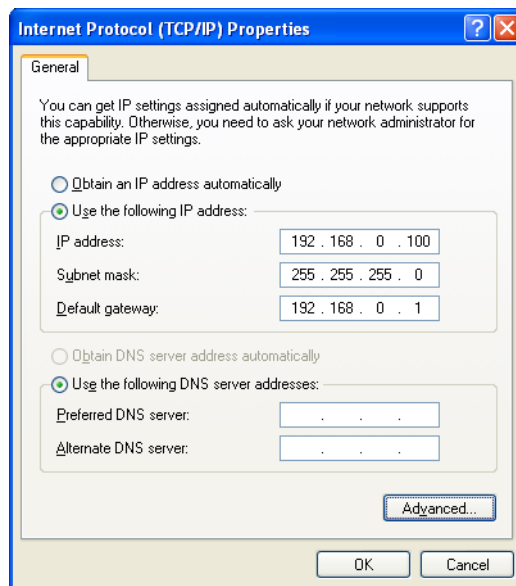 Internet Protocol (TCP/IP) Properties
General
You can get IP settings assigned automatically if your network supports
this capability. Otherwise, you need to ask your network administrator for
the appropriate IP settings.
Obtain an IP address automatically
Use the following IP address:
IP address: 192 . 168 . 0 . 100
Subnet mask: 255 . 255 . 255 . 0
Default gateway: 192 . 168 . 0 . 1
Obtain DNS server address automatically
Use the following DNS server addresses:
Preferred DNS server: . . .
Alternate DNS server: . . .
Advanced...
OK Cancel